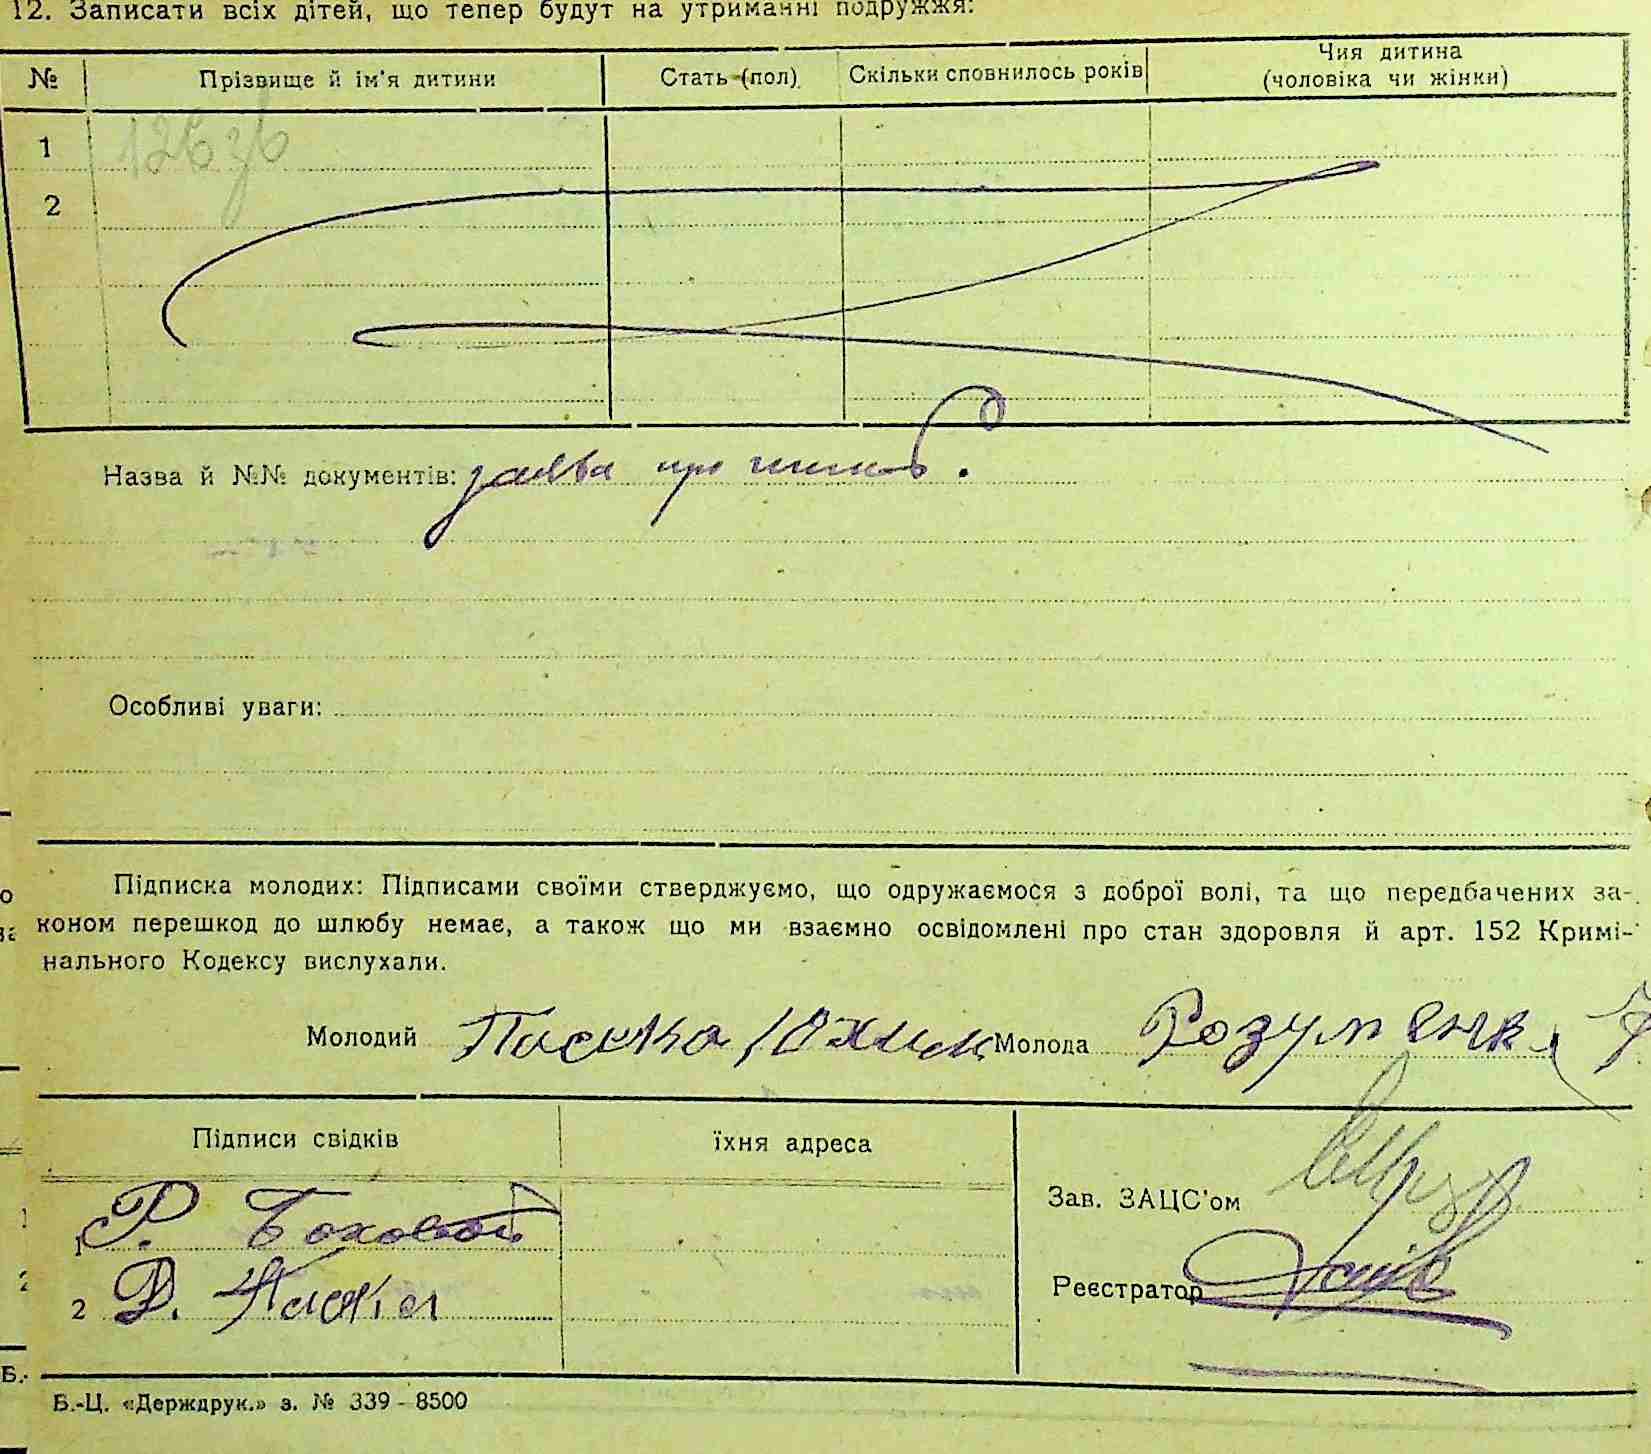 12. Записати всіх дітей, що тепер будут на утриманні подружжя:
№ Прізвище й ім'я дитини Стать (пол) Скільки сповнилось років Чия дитина
(чоловіка чи жінки)
1
2
Назва й №№ документів: заява про шлюб.
Особливі уваги:
Підписка молодих: Підписами своїми стверджуємо, що одружаємося з доброї волі, та що передбачених за-
коном перешкод до шлюбу немає, а також що ми взаємно освідомлені про стан здоровля й арт. 152 Кримі-
нального Кодексу вислухали.
Молодий Молода Розуменк
Підписи свідків їхня адреса
Зав. ЗАЦС'ом
1 Р. Боховой
Реєстратор
2 В.
Б.-Ц. «Держдрук.» з. № 339 - 8500